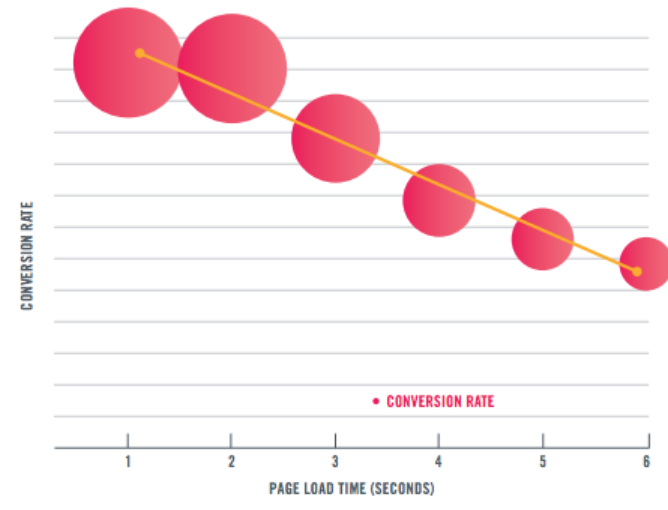 CONVERSION RATE
• CONVERSION RATE
1 2 3 4 5 6
PAGE LOAD TIME (SECONDS)